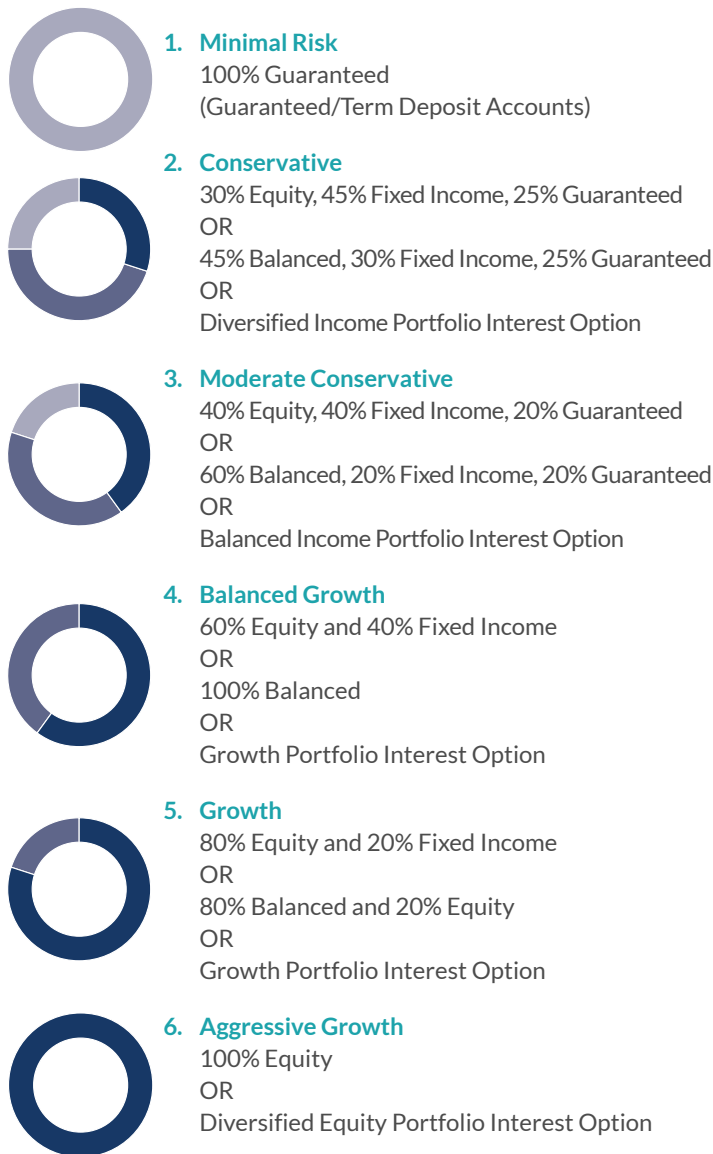 1. Minimal Risk
100% Guaranteed
(Guaranteed/Term Deposit Accounts)
2. Conservative
30% Equity, 45% Fixed Income, 25% Guaranteed
OR
45% Balanced, 30% Fixed Income, 25% Guaranteed
OR
Diversified Income Portfolio Interest Option
3. Moderate Conservative
40% Equity, 40% Fixed Income, 20% Guaranteed
OR
60% Balanced, 20% Fixed Income, 20% Guaranteed
OR
Balanced Income Portfolio Interest Option
4. Balanced Growth
60% Equity and 40% Fixed Income
OR
100% Balanced
OR
Growth Portfolio Interest Option
5. Growth
80% Equity and 20% Fixed Income
OR
80% Balanced and 20% Equity
OR
Growth Portfolio Interest Option
6. Aggressive Growth
100% Equity
OR
Diversified Equity Portfolio Interest Option